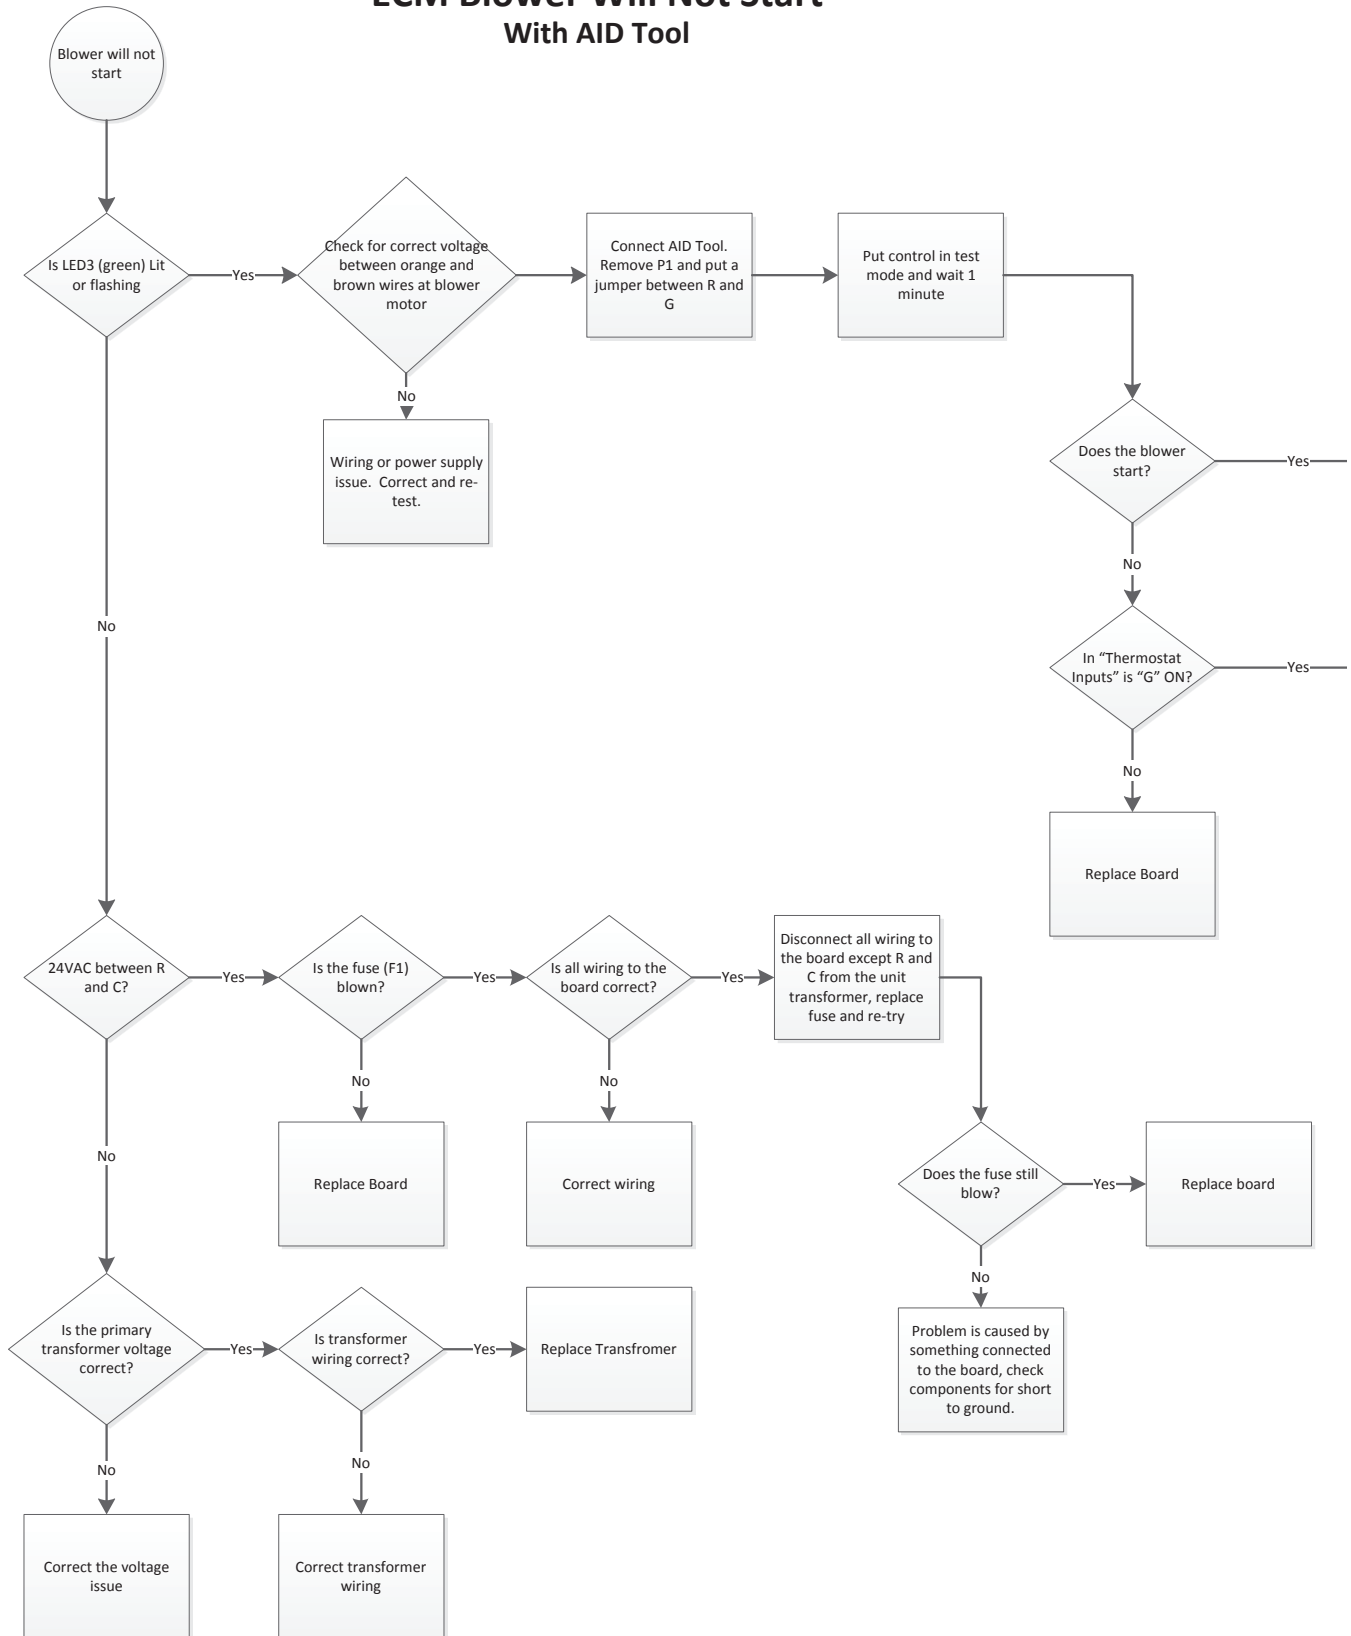 ECM Blower Will Not Start
With AID Tool
Blower will not
start
Is LED3 (green) Lit
or flashing
Yes
Check for correct voltage
between orange and
brown wires at blower
motor
Connect AID Tool.
Remove P1 and put a
jumper between R and
G
Put control in test
mode and wait 1
minute
No
Wiring or power supply
issue. Correct and re-
test.
Does the blower
start?
Yes
No
No
In “Thermostat
Inputs” is “G” ON?
Yes
No
Replace Board
24VAC between R
and C?
Yes
Is the fuse (F1)
blown?
Yes
Is all wiring to the
board correct?
Yes
Disconnect all wiring to
the board except R and
C from the unit
transformer, replace
fuse and re-try
No
No
No
Replace Board
Correct wiring
Does the fuse still
blow?
Yes
Replace board
No
Problem is caused by
something connected
to the board, check
components for short
to ground.
Is the primary
transformer voltage
correct?
Yes
Is transformer
wiring correct?
Yes
Replace Transfromer
No
No
Correct the voltage
issue
Correct transformer
wiring